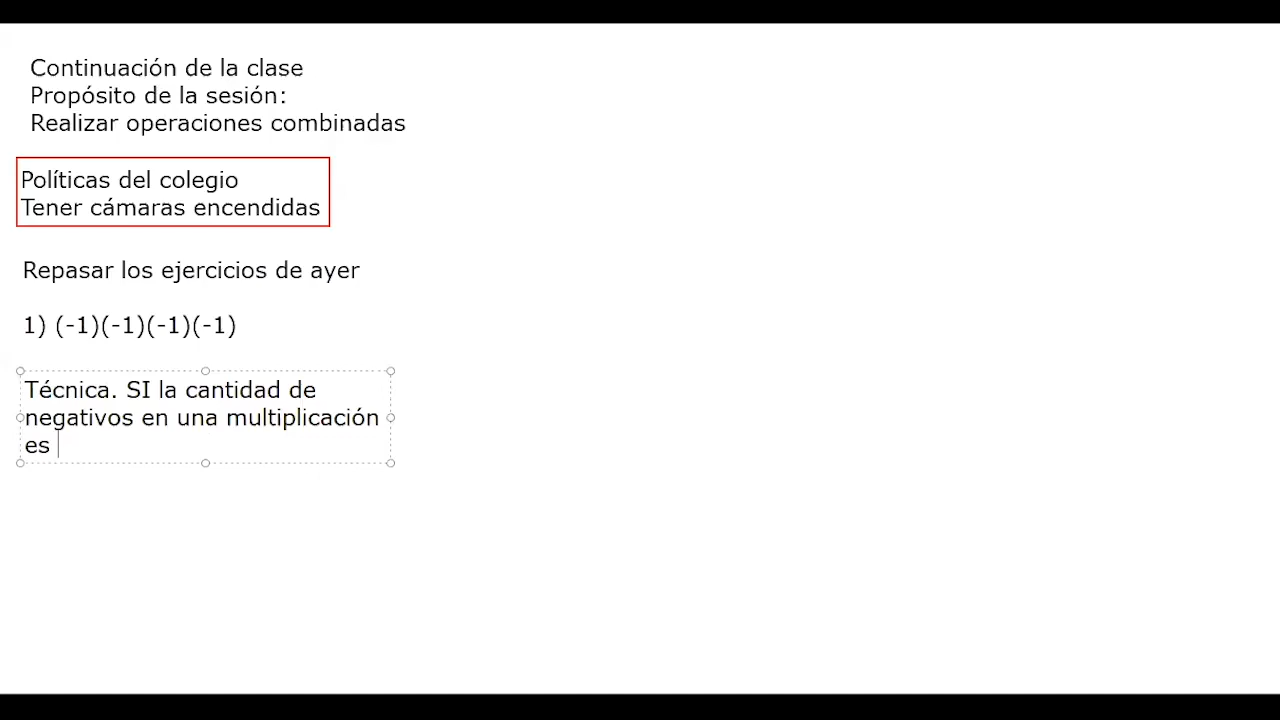 Continuación de la clase
Propósito de la sesión:
Realizar operaciones combinadas
Políticas del colegio
Tener cámaras encendidas
Repasar los ejercicios de ayer
1) (-1)(-1)(-1)(-1)
Técnica. SI la cantidad de
negativos en una multiplicación
es